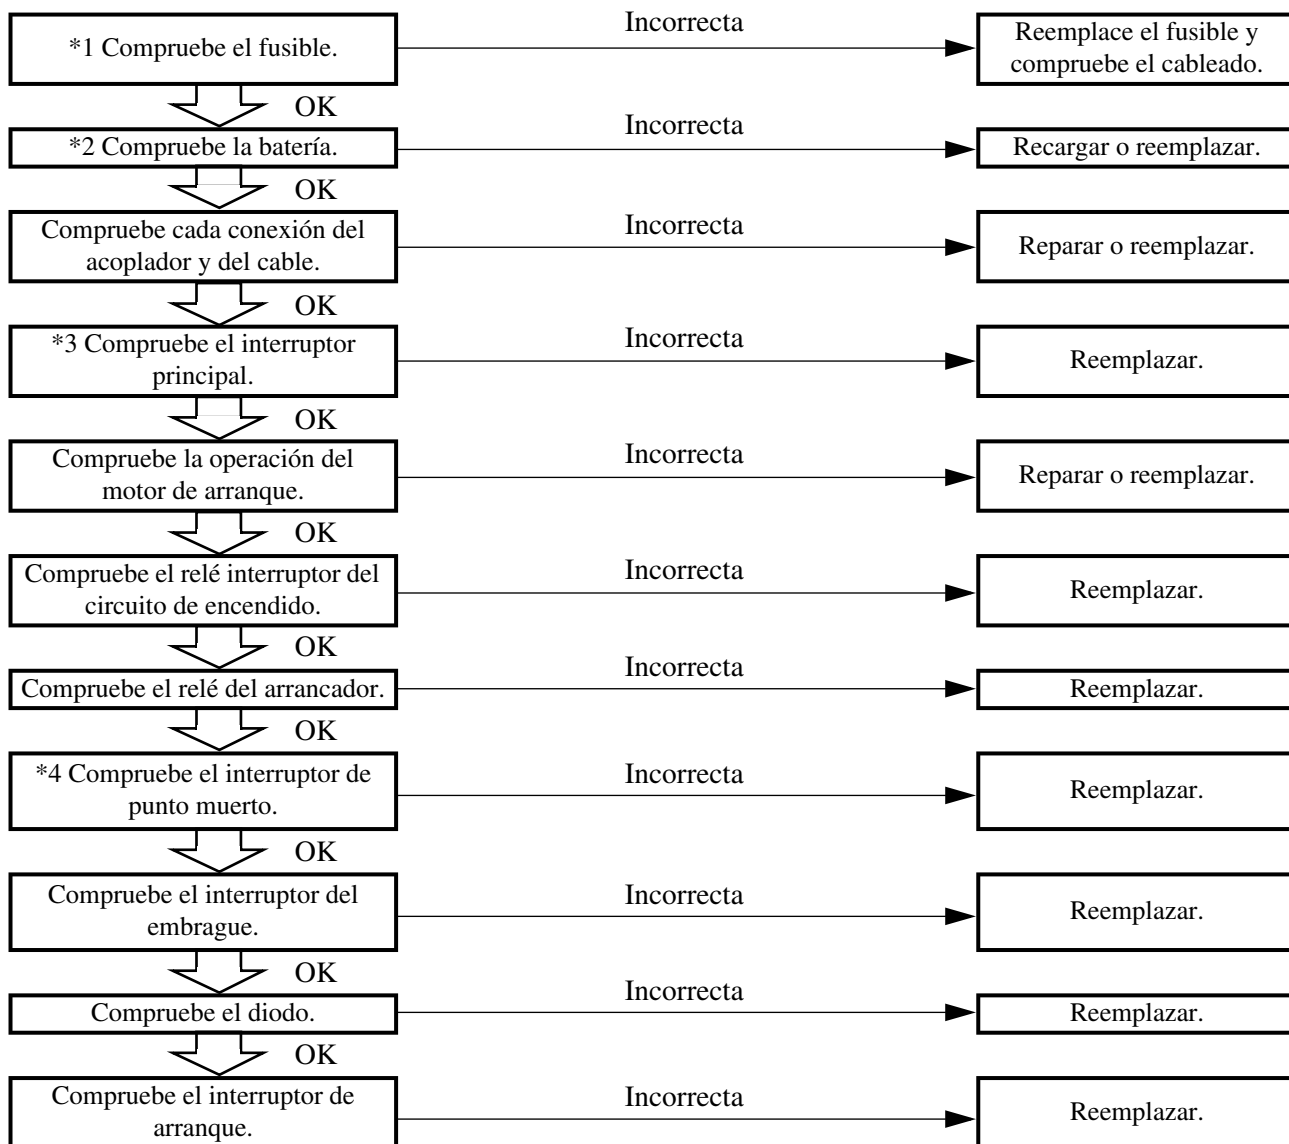 *1 Compruebe el fusible.
Incorrecta
Reemplace el fusible y
compruebe el cableado.
OK
*2 Compruebe la batería.
Incorrecta
Recargar o reemplazar.
OK
Compruebe cada conexión del
acoplador y del cable.
Incorrecta
Reparar o reemplazar.
OK
*3 Compruebe el interruptor
principal.
Incorrecta
Reemplazar.
OK
Compruebe la operación del
motor de arranque.
Incorrecta
Reparar o reemplazar.
OK
Compruebe el relé interruptor del
circuito de encendido.
Incorrecta
Reemplazar.
OK
Compruebe el relé del arrancador.
Incorrecta
Reemplazar.
OK
*4 Compruebe el interruptor de
punto muerto.
Incorrecta
Reemplazar.
OK
Compruebe el interruptor del
embrague.
Incorrecta
Reemplazar.
OK
Compruebe el diodo.
Incorrecta
Reemplazar.
OK
Compruebe el interruptor de
arranque.
Incorrecta
Reemplazar.